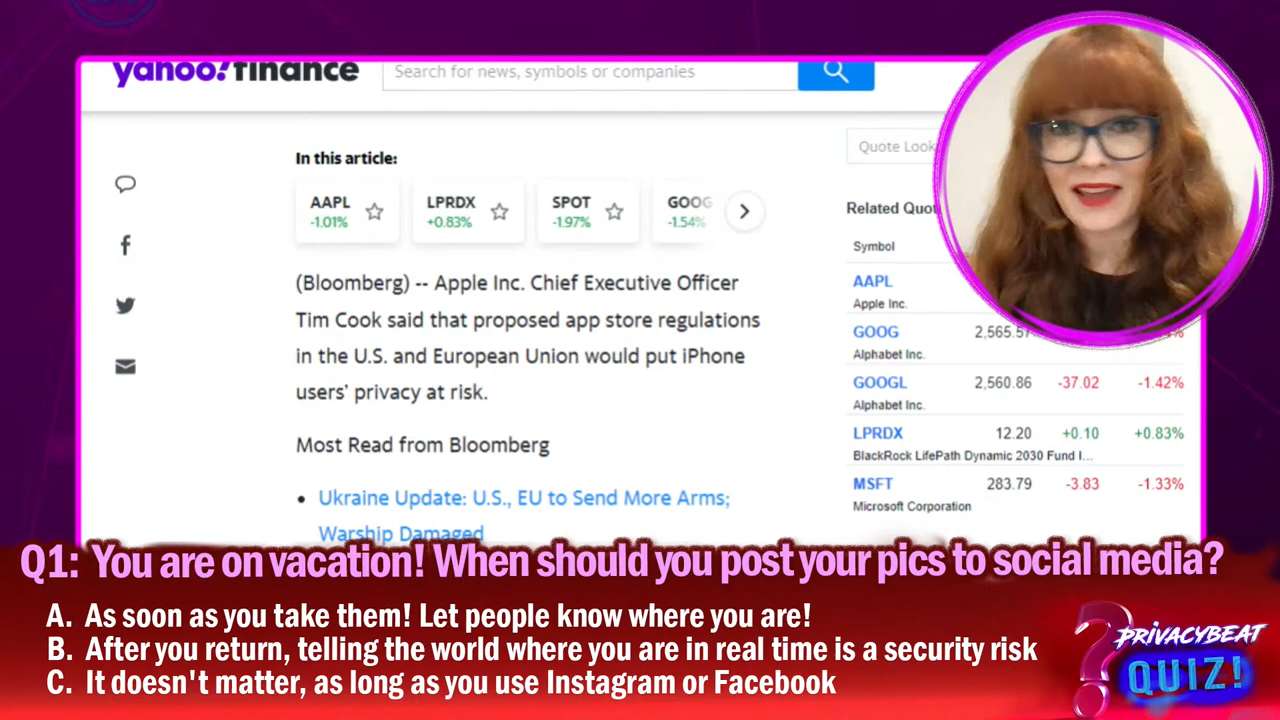 yahoo!finance
Search for news, symbols or companies
In this article:
AAPL
-1.01%
LPRDX
+0.83%
SPOT
-1.97%
GOOG
-1.54%
Quote Look
Related Quot
Symbol
(Bloomberg) -- Apple Inc. Chief Executive Officer
Tim Cook said that proposed app store regulations
in the U.S. and European Union would put iPhone
users' privacy at risk.
Most Read from Bloomberg
• Ukraine Update: U.S., EU to Send More Arms;
Warship Damaged
AAPL
Apple Inc.
GOOG 2,565.57
Alphabet Inc.
GOOGL 2,560.86 -37.02 -1.42%
Alphabet Inc.
LPRDX 12.20 +0.10 +0.83%
BlackRock LifePath Dynamic 2030 Fund I...
MSFT 283.79 -3.83 -1.33%
Microsoft Corporation
Q1: You are on vacation! When should you post your pics to social media?
A. As soon as you take them! Let people know where you are!
B. After you return, telling the world where you are in real time is a security risk
C. It doesn't matter, as long as you use Instagram or Facebook
PRIVACYBEAT
QUIZ!